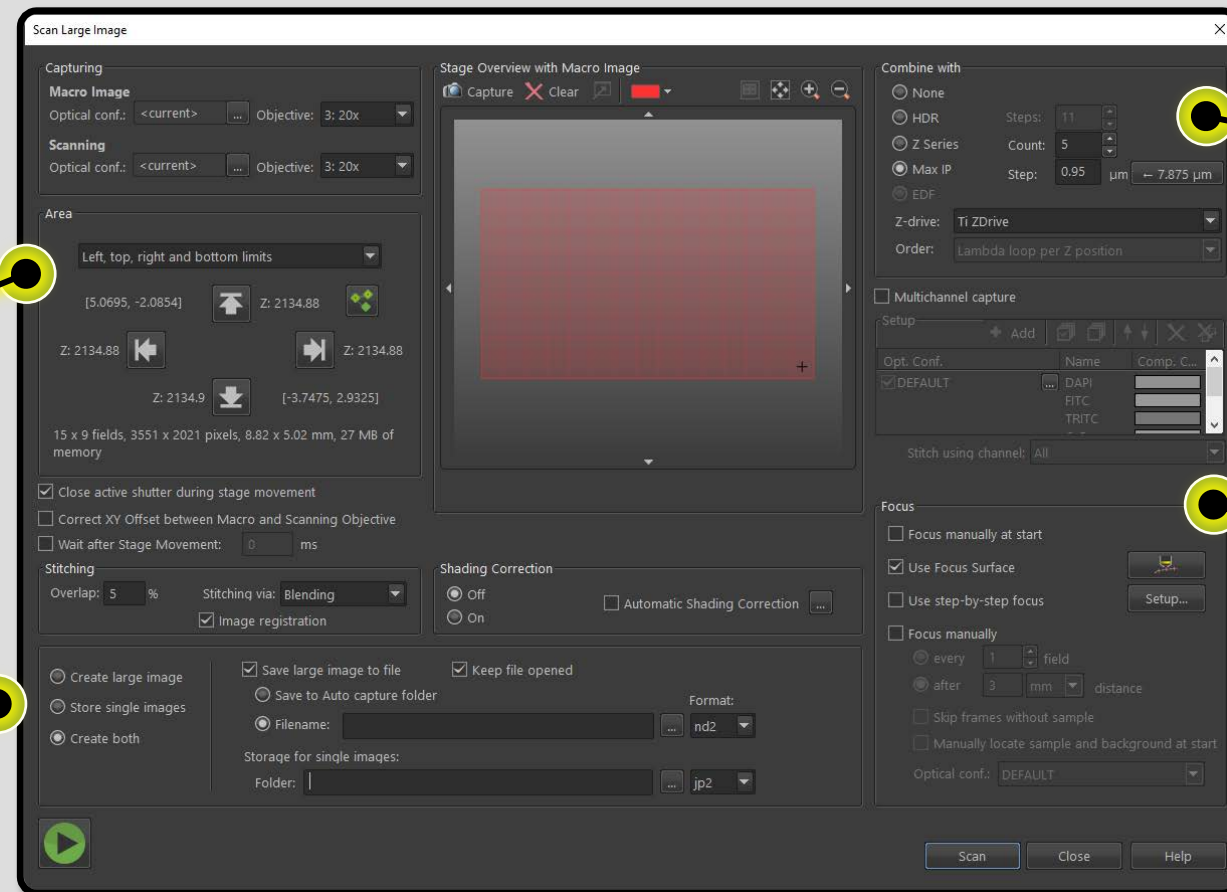 Scan Large Image
Capturing
Macro Image
Optical conf.: <current> ... Objective: 3: 20x
Scanning
Optical conf.: <current> ... Objective: 3: 20x
Area
Left, top, right and bottom limits
[5.0695, -2.0854] Z: 2134.88
Z: 2134.88 Z: 2134.88
Z: 2134.9 [-3.7475, 2.9325]
15 x 9 fields, 3551 x 2021 pixels, 8.82 x 5.02 mm, 27 MB of
memory
Close active shutter during stage movement
Correct XY Offset between Macro and Scanning Objective
Wait after Stage Movement: 0 ms
Stitching
Overlap: 5 % Stitching via: Blending
Image registration
Stage Overview with Macro Image
Capture Clear
Shading Correction
Off
On
Automatic Shading Correction ...
Create large image
Store single images
Create both
Save large image to file Keep file opened
Save to Auto capture folder
Format:
Filename: ... nd2
Storage for single images:
Folder: ... jp2
Combine with
None
HDR Steps: 11
Z Series Count: 5
Max IP Step: 0.95 µm ← 7.875 µm
EDF
Z-drive: Ti ZDrive
Order: Lambda loop per Z position
Multichannel capture
Setup
Add
Opt. Conf. Name Comp. C...
DEFAULT ... DAPI
FITC
TRITC
Stitch using channel: All
Focus
Focus manually at start
Use Focus Surface
Use step-by-step focus Setup...
Focus manually
every 1 field
after 3 mm distance
Skip frames without sample
Manually locate sample and background at start
Optical conf.: DEFAULT
Scan Close Help